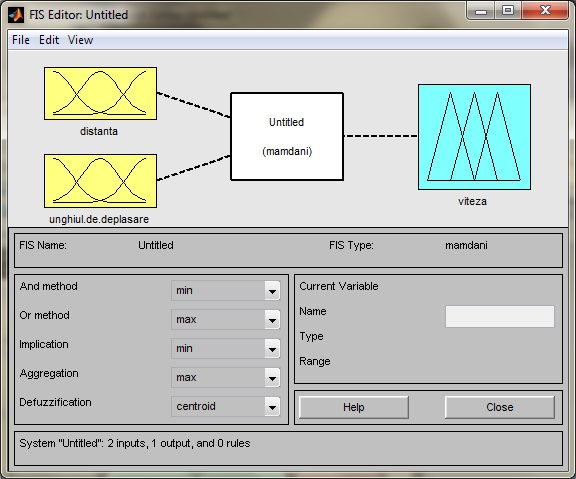 FIS Editor: Untitled
File Edit View
distanta
unghiul.de.deplasare
Untitled
(mamdani)
viteza
FIS Name: Untitled FIS Type: mamdani
And method min
Or method max
Implication min
Aggregation max
Defuzzification centroid
Current Variable
Name
Type
Range
Help Close
System "Untitled": 2 inputs, 1 output, and 0 rules